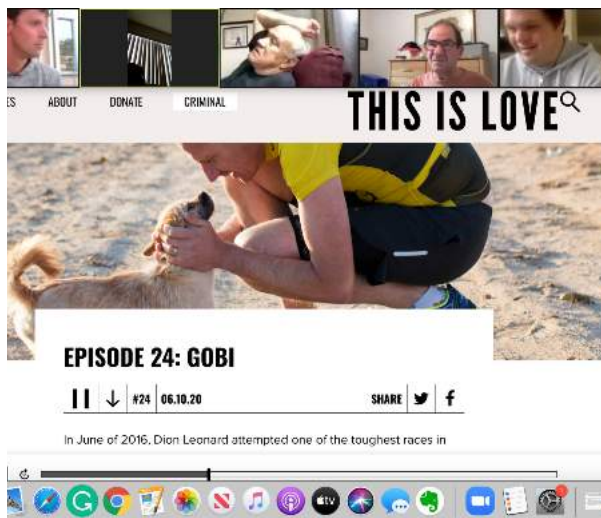 ES ABOUT DONATE CRIMINAL THIS IS LOVE
EPISODE 24: GOBI
#24 06.10.20 SHARE
In June of 2016, Dion Leonard attempted one of the toughest races in
tv